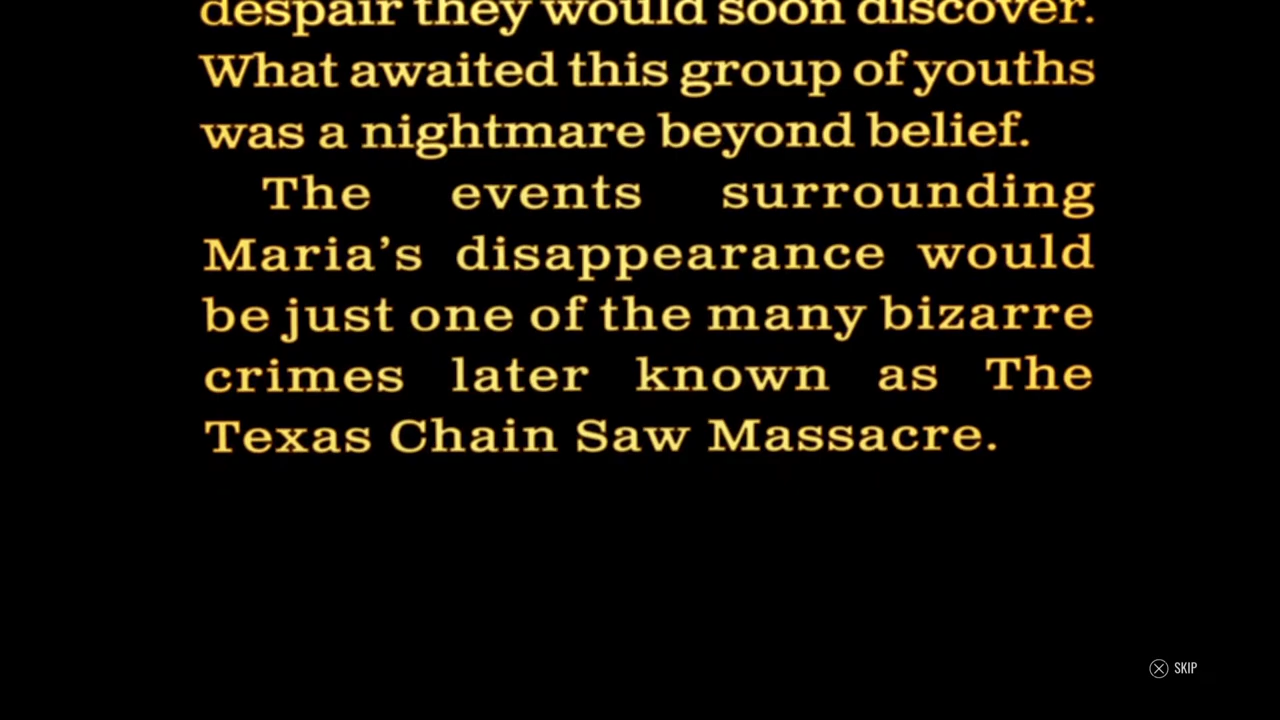 despair they would soon discover.
What awaited this group of youths
was a nightmare beyond belief.
The events surrounding
Maria’s disappearance would
be just one of the many bizarre
crimes later known as The
Texas Chain Saw Massacre.
SKIP